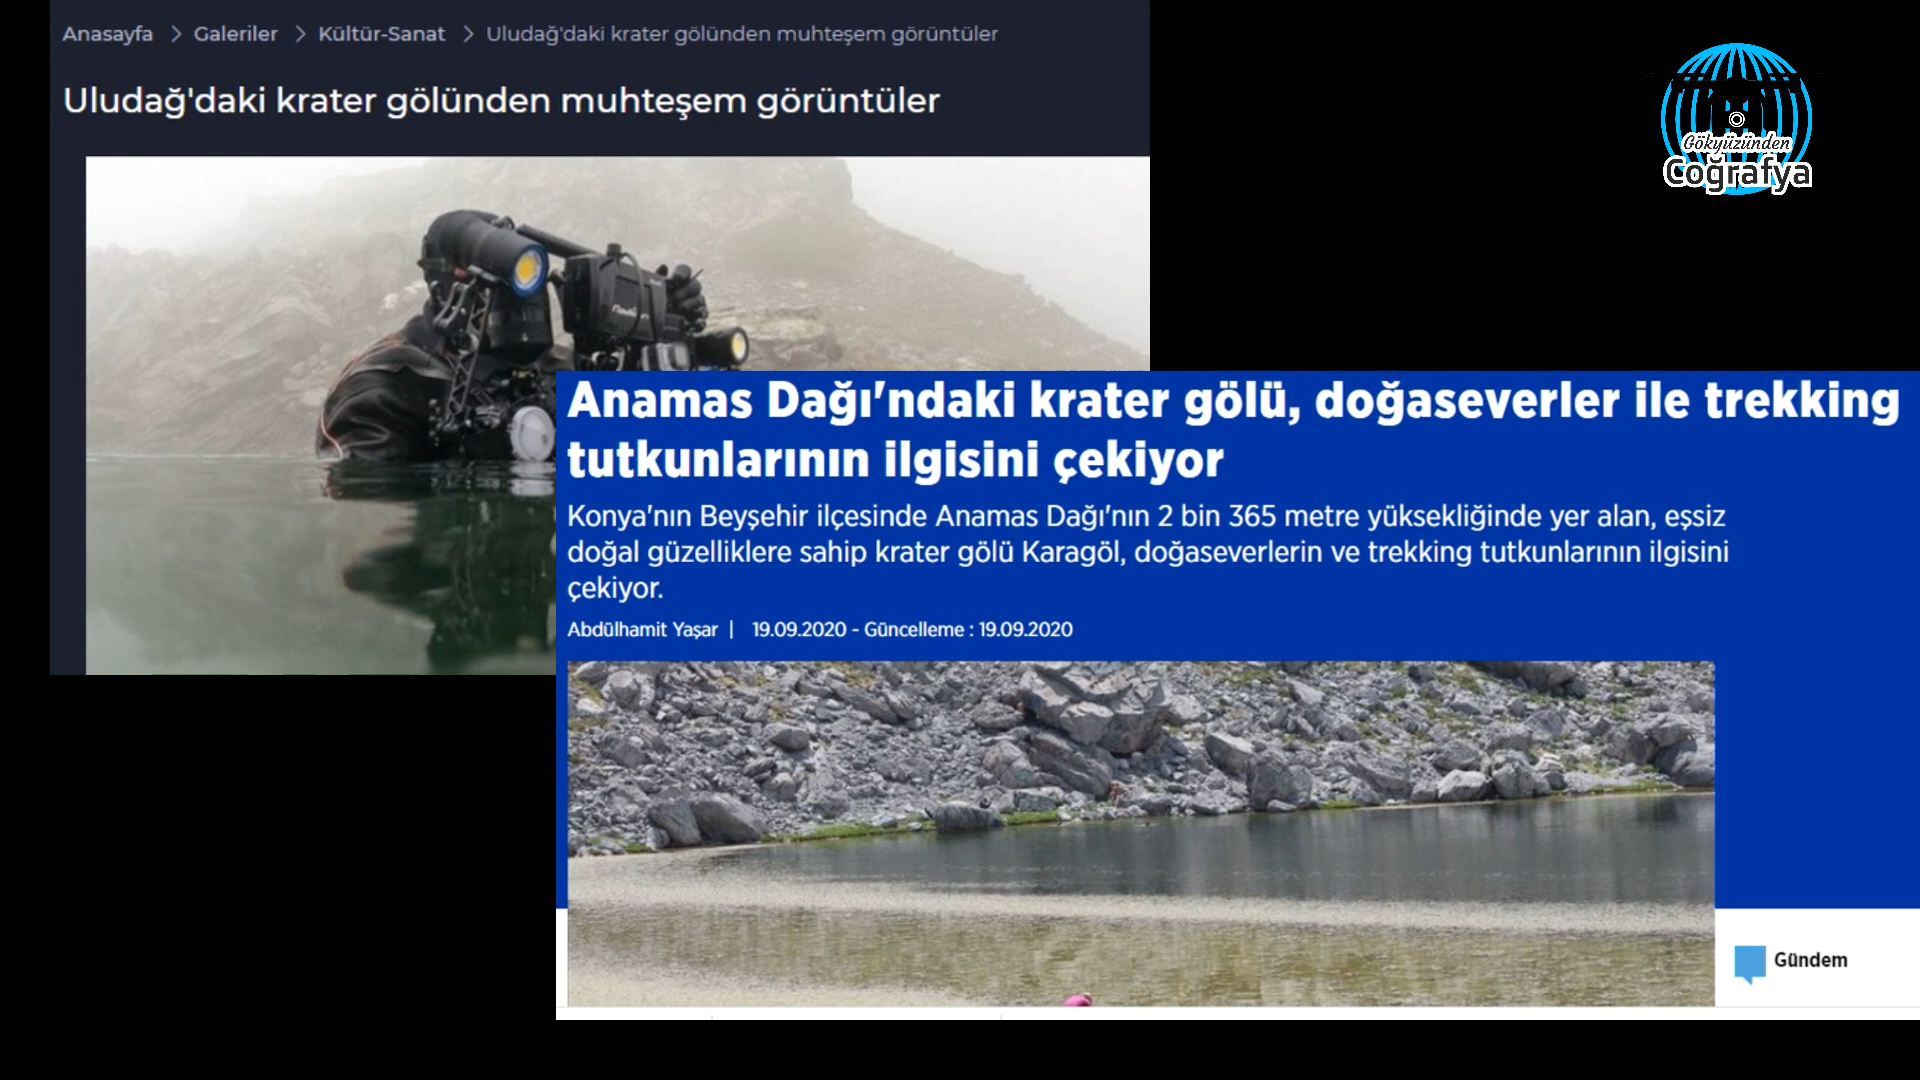 Anasayfa > Galeriler > Kültür-Sanat > Uludağ'daki krater gölünden muhteşem görüntüler
Uludağ'daki krater gölünden muhteşem görüntüler
Gökyüzünden
Coğrafya
Anamas Dağı'ndaki krater gölü, doğaseverler ile trekking
tutkunlarının ilgisini çekiyor
Konya'nın Beyşehir ilçesinde Anamas Dağı'nın 2 bin 365 metre yüksekliğinde yer alan, eşsiz
doğal güzelliklere sahip krater gölü Karagöl, doğaseverlerin ve trekking tutkunlarının ilgisini
çekiyor.
Abdülhamit Yaşar | 19.09.2020 - Güncelleme : 19.09.2020
Gündem